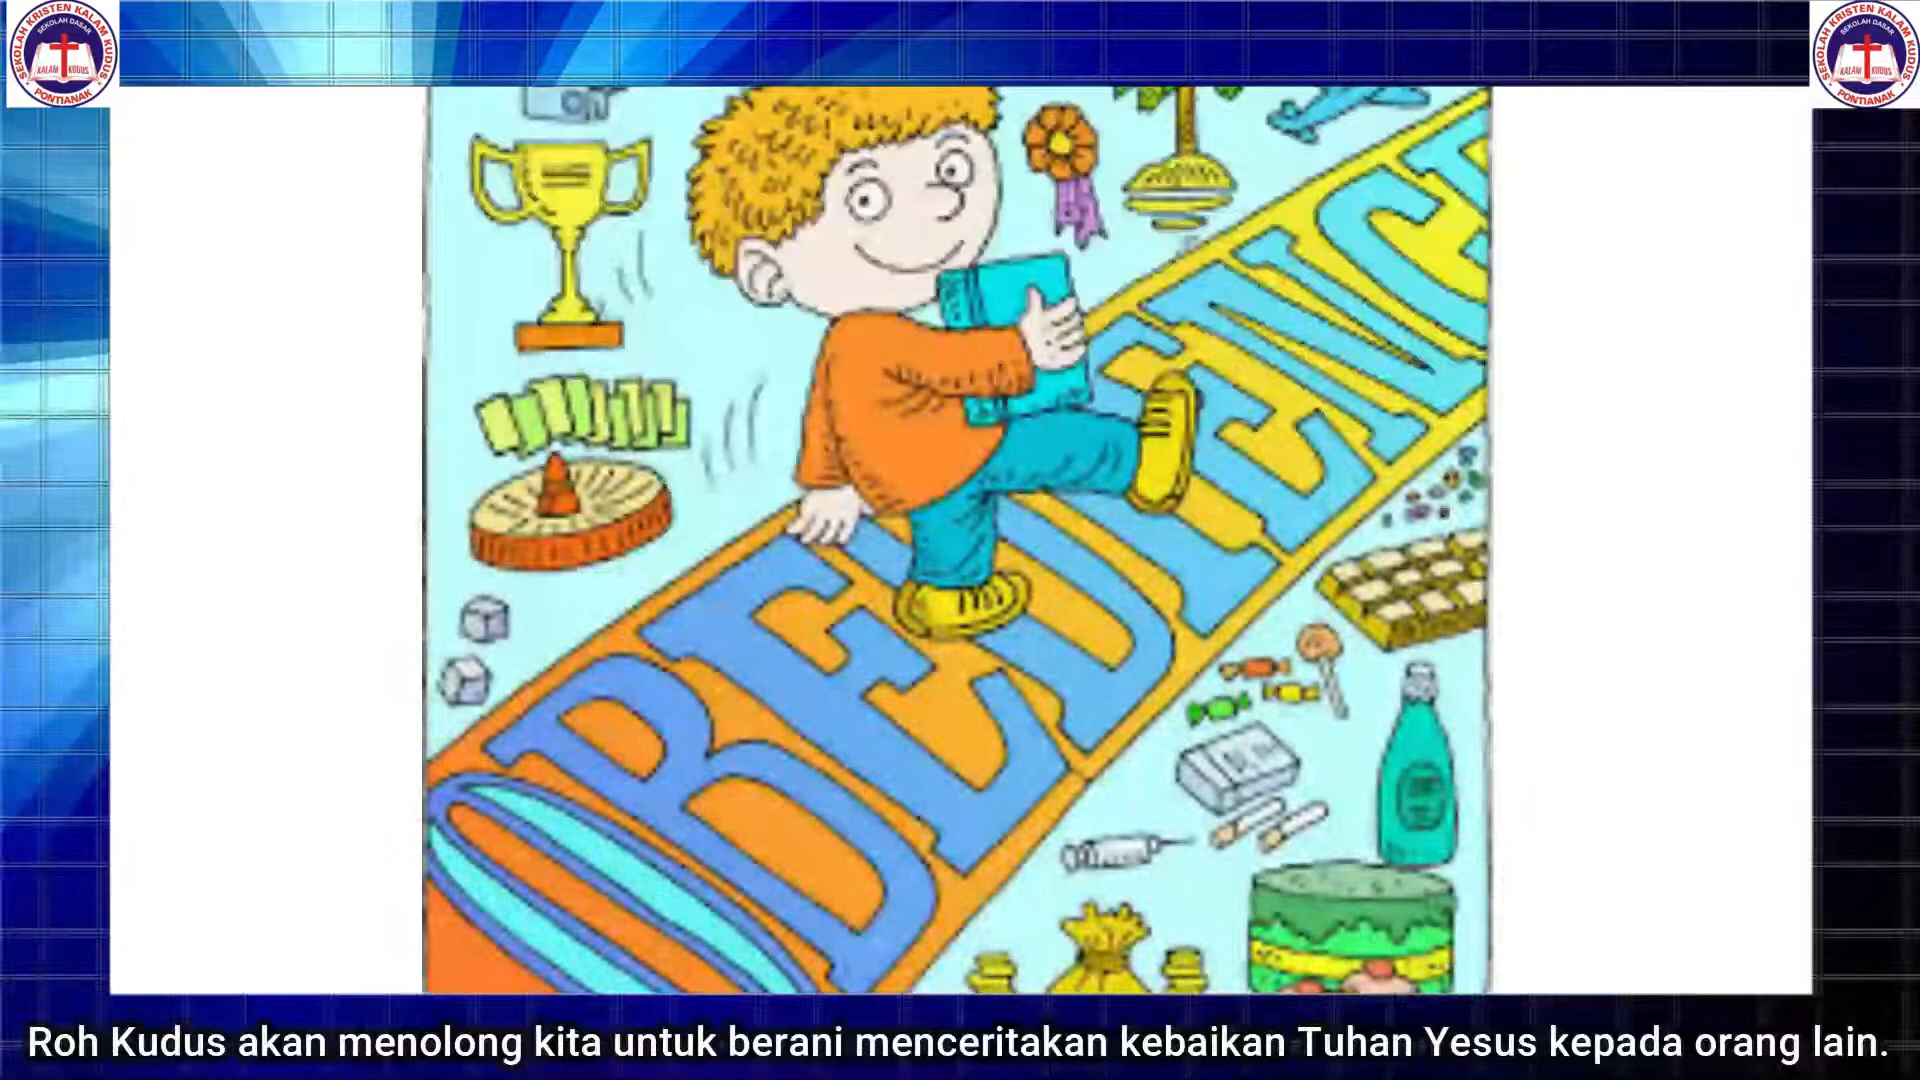 SEKOLAH KRISTEN KALAM KUDUS
SEKOLAH DASAR
KALAM KUDUS
PONTIANAK
SEKOLAH KRISTEN KALAM KUDUS
SEKOLAH DASAR
KALAM KUDUS
PONTIANAK
OBEDIENCE
Roh Kudus akan menolong kita untuk berani menceritakan kebaikan Tuhan Yesus kepada orang lain.